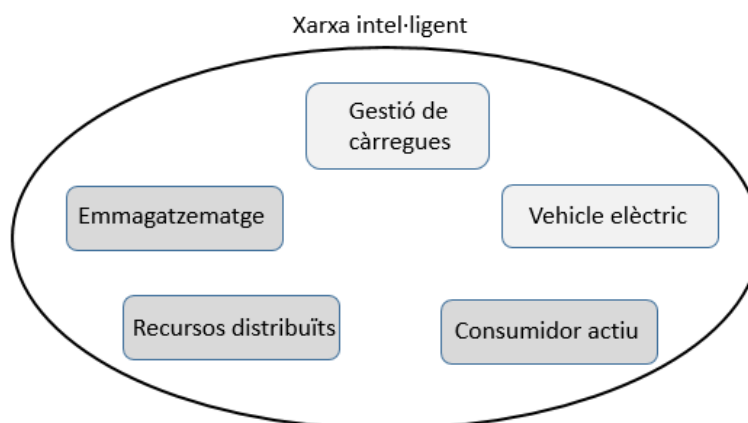 Xarxa intel·ligent
Gestió de
càrregues
Emmagatzematge
Vehicle elèctric
Recursos distribuïts
Consumidor actiu